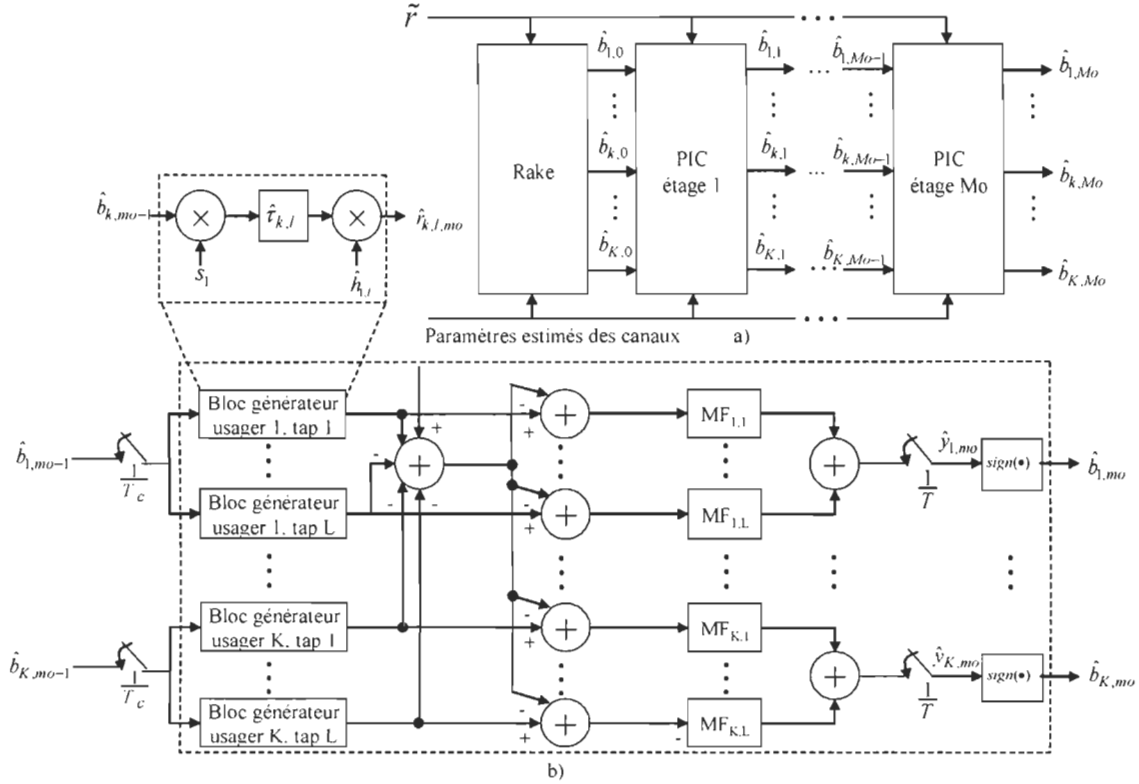 r̃
b̂1,0
b̂1,1
b̂1,Mo−1
b̂1,Mo
b̂k,0
b̂k,1
b̂k,Mo−1
b̂k,Mo
b̂K,0
b̂K,1
b̂K,Mo−1
b̂K,Mo
Rake
PIC
étage 1
PIC
étage Mo
Paramètres estimés des canaux
a)
b̂k,mo−1
×
τ̂k,l
×
r̂k,l,mo
s1
ĥ1,l
b̂1,mo−1
1/Tc
Bloc générateur
usager 1, tap 1
Bloc générateur
usager 1, tap L
b̂K,mo−1
1/Tc
Bloc générateur
usager K, tap 1
Bloc générateur
usager K, tap L
+
-
-
-
+
-
+
+
-
+
+
-
+
+
-
+
+
MF1,1
MF1,L
MFK,1
MFK,L
+
1/T
ŷ1,mo
sign(•)
b̂1,mo
+
1/T
ŷK,mo
sign(•)
b̂K,mo
b)